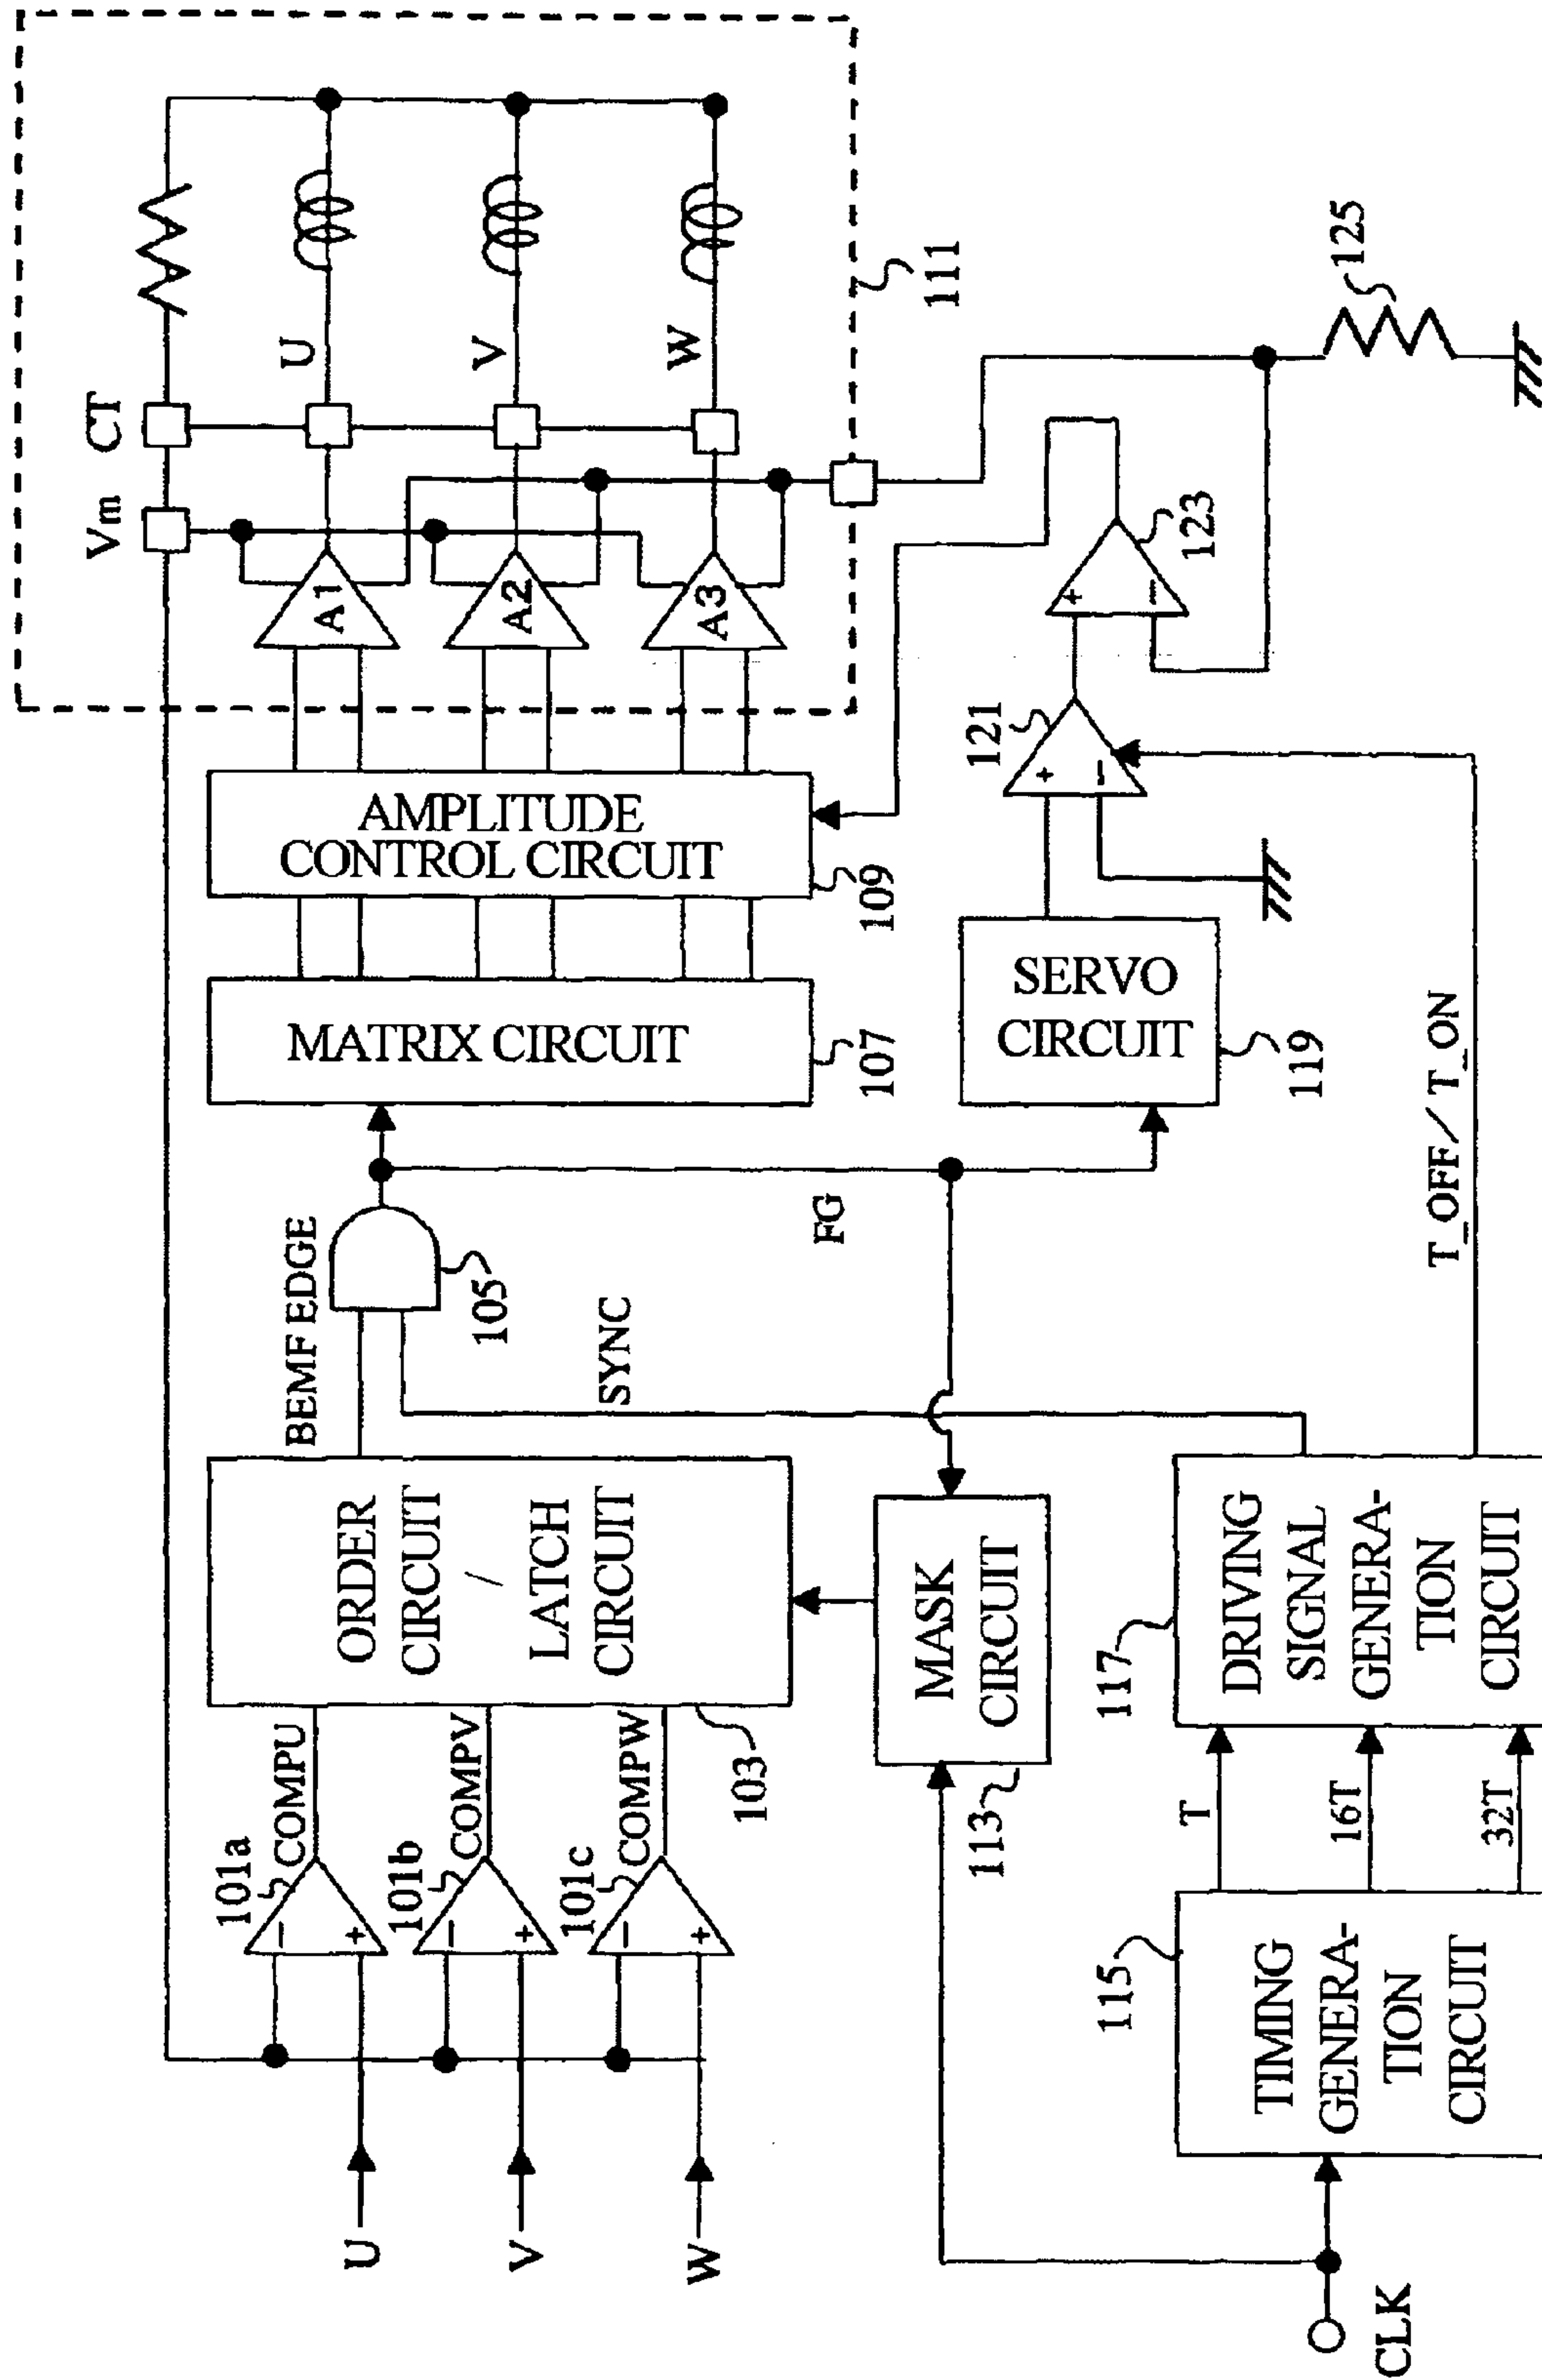 Vm
CT
U
V
W
A1
A2
A3
111
AMPLITUDE
CONTROL CIRCUIT
109
MATRIX CIRCUIT
107
BEMF EDGE
105
SYNC
FG
ORDER
CIRCUIT
/
LATCH
CIRCUIT
103
101a
COMPU
101b
COMPV
101c
COMPW
-
+
-
+
-
+
U
V
W
MASK
CIRCUIT
113
SERVO
CIRCUIT
119
121
+
-
123
+
-
125
T_OFF/T_ON
117
DRIVING
SIGNAL
GENERA-
TION
CIRCUIT
T
16T
32T
115
TIMING
GENERA-
TION
CIRCUIT
CLK